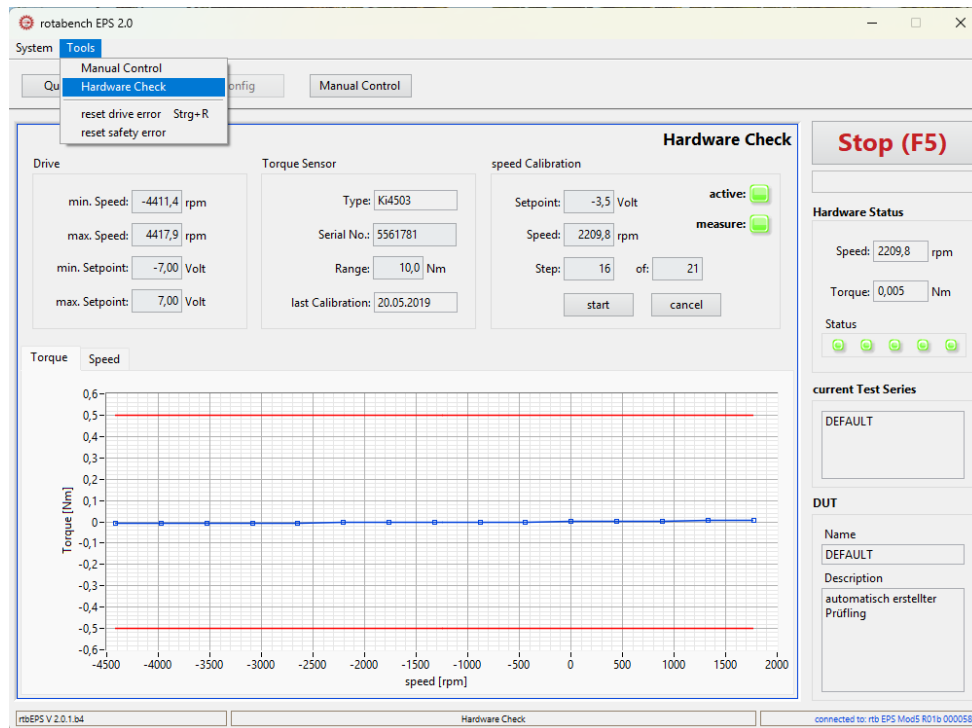 rotabench EPS 2.0
System Tools
Manual Control
Hardware Check
reset drive error Strg+R
reset safety error
Qu
onfig
Manual Control
Hardware Check
Drive
min. Speed: -4411,4 rpm
max. Speed: 4417,9 rpm
min. Setpoint: -7,00 Volt
max. Setpoint: 7,00 Volt
Torque Sensor
Type: Ki4503
Serial No.: 5561781
Range: 10,0 Nm
last Calibration: 20.05.2019
speed Calibration
Setpoint: -3,5 Volt
active:
Speed: 2209,8 rpm
measure:
Step: 16 of: 21
start cancel
Torque Speed
0,6
0,5
0,4
0,3
0,2
0,1
0
-0,1
-0,2
-0,3
-0,4
-0,5
-0,6
Torque [Nm]
-4500 -4000 -3500 -3000 -2500 -2000 -1500 -1000 -500 0 500 1000 1500 2000
speed [rpm]
Stop (F5)
Hardware Status
Speed: 2209,8 rpm
Torque: 0,005 Nm
Status
current Test Series
DEFAULT
DUT
Name
DEFAULT
Description
automatisch erstellter
Prüfling
rtbEPS V 2.0.1.b4
Hardware Check
connected to: rtb EPS Mod5 R01b 000058